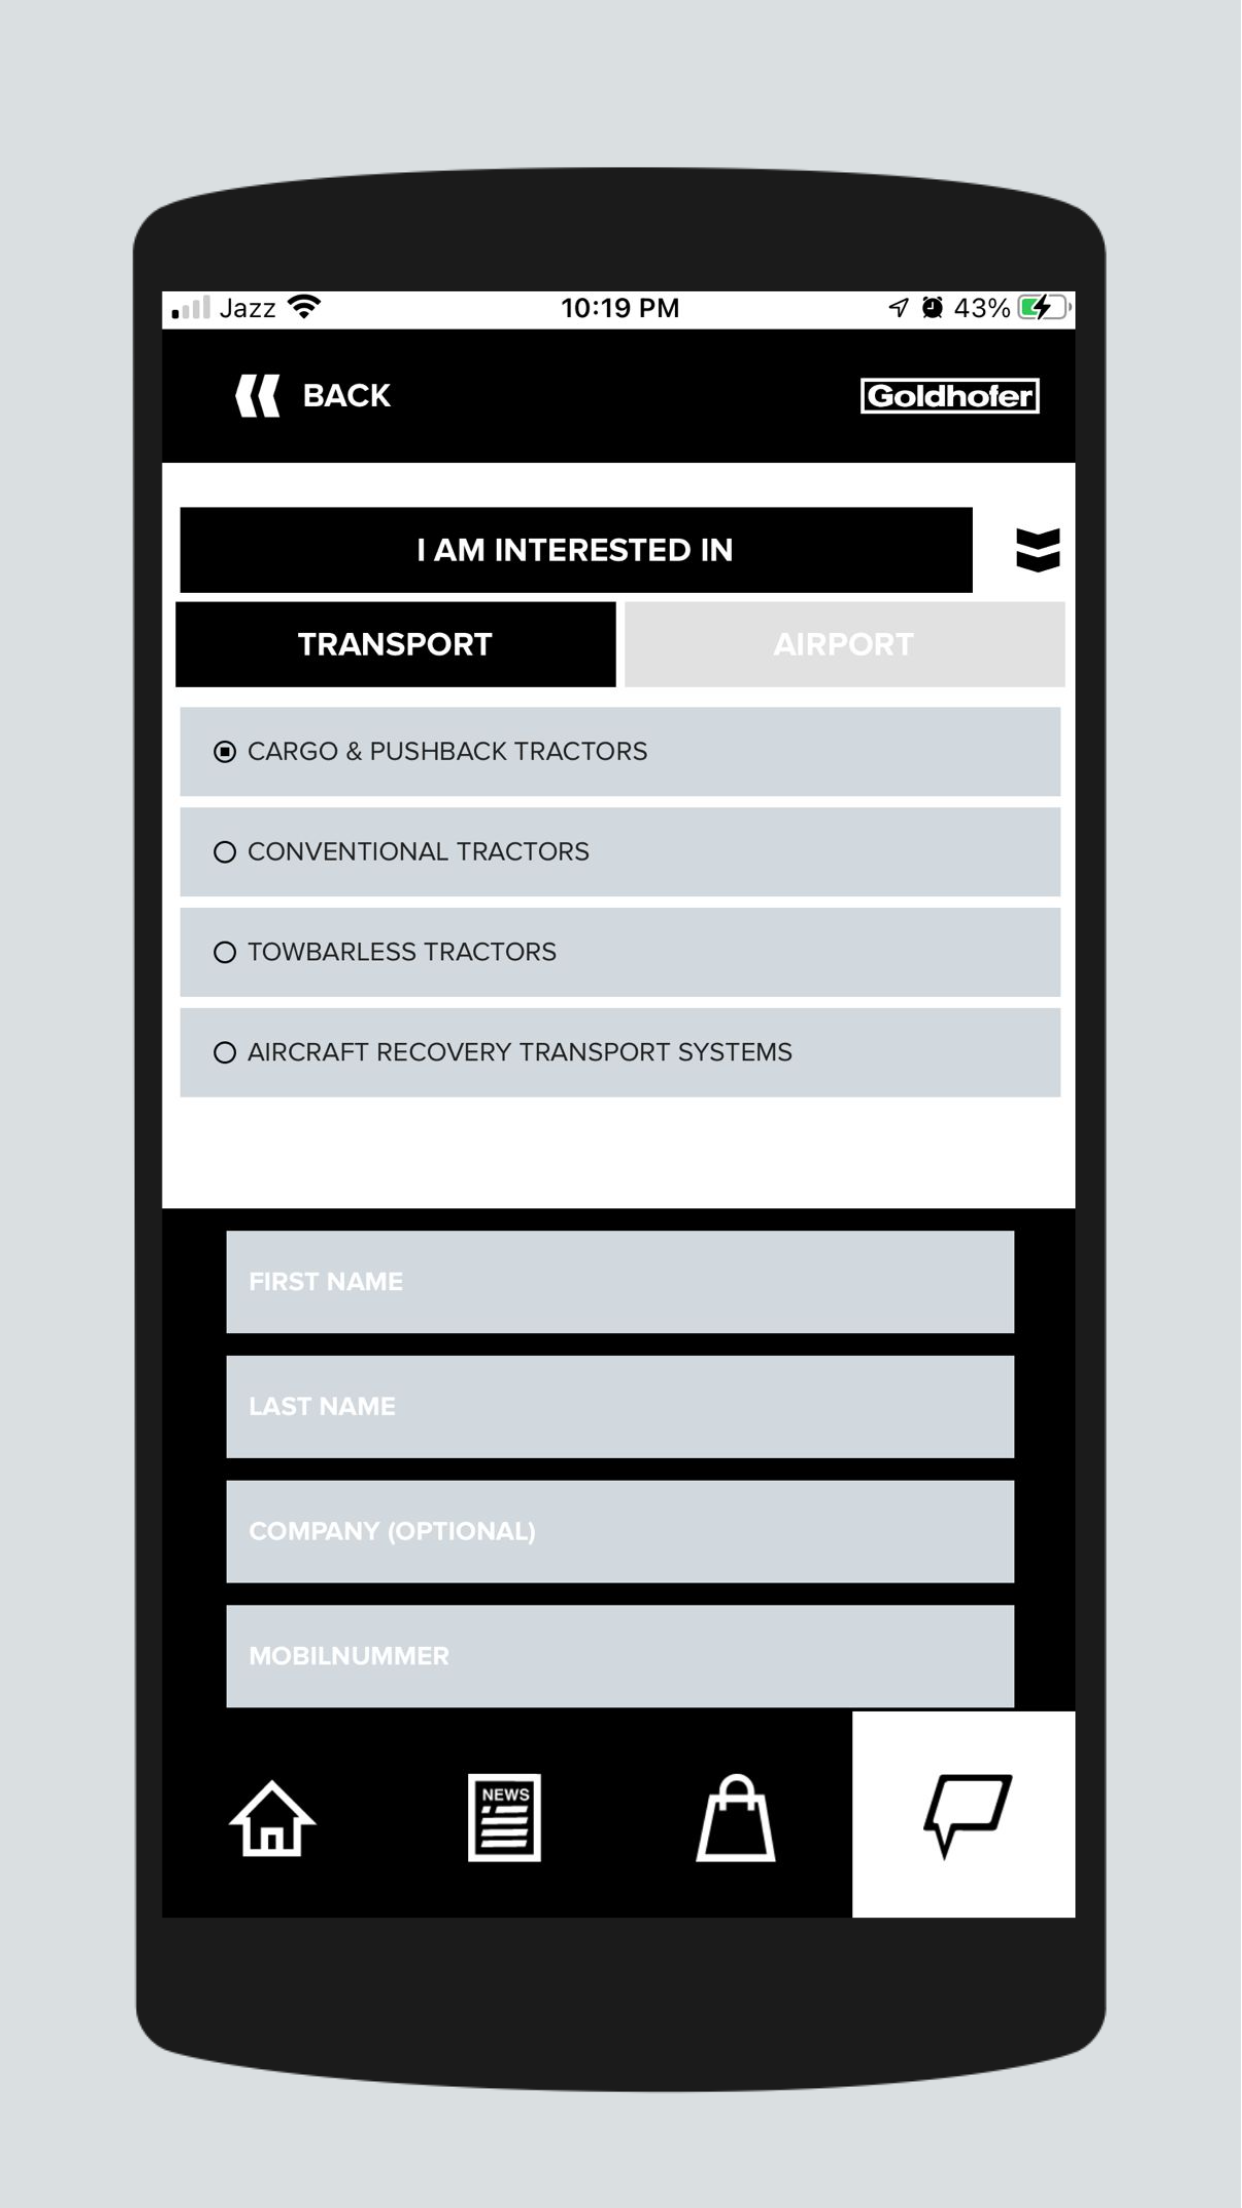 Jazz 10:19 PM 43%
BACK Goldhofer
I AM INTERESTED IN
TRANSPORT AIRPORT
CARGO & PUSHBACK TRACTORS
CONVENTIONAL TRACTORS
TOWBARLESS TRACTORS
AIRCRAFT RECOVERY TRANSPORT SYSTEMS
FIRST NAME
LAST NAME
COMPANY (OPTIONAL)
MOBILNUMMER
NEWS